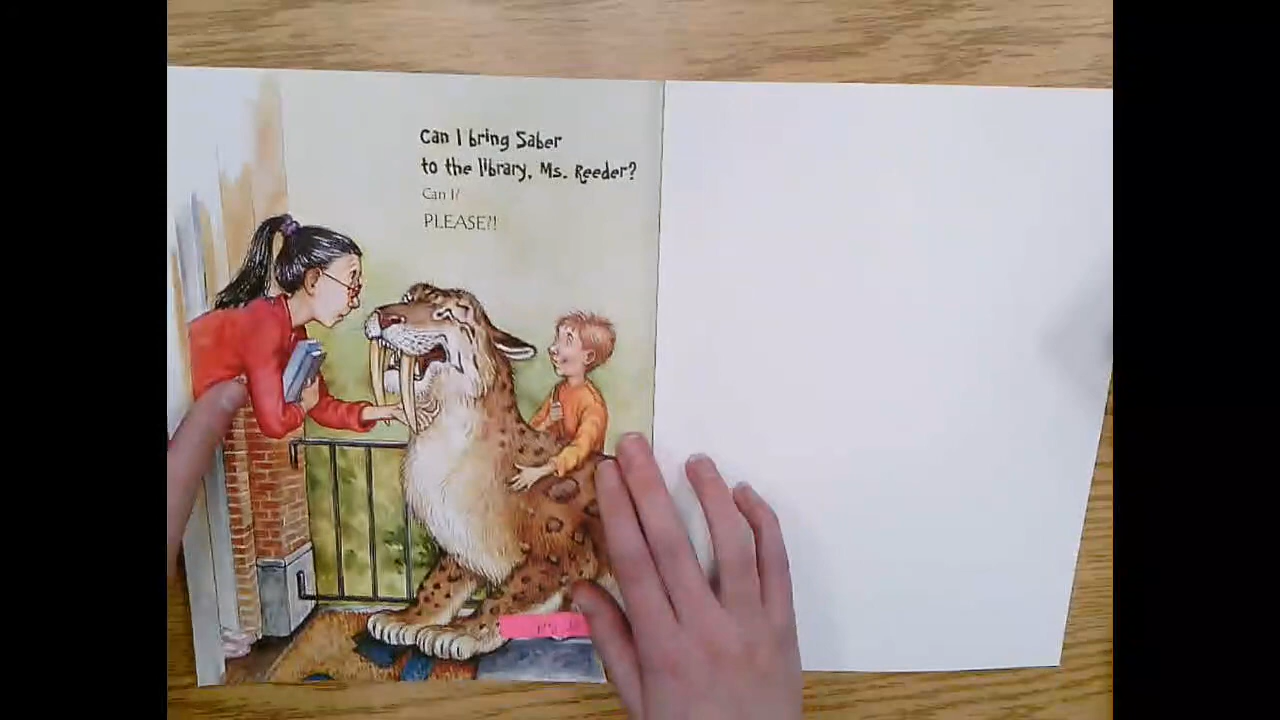 Can I bring Saber
to the library, Ms. Reeder?
Can I?
PLEASE?!